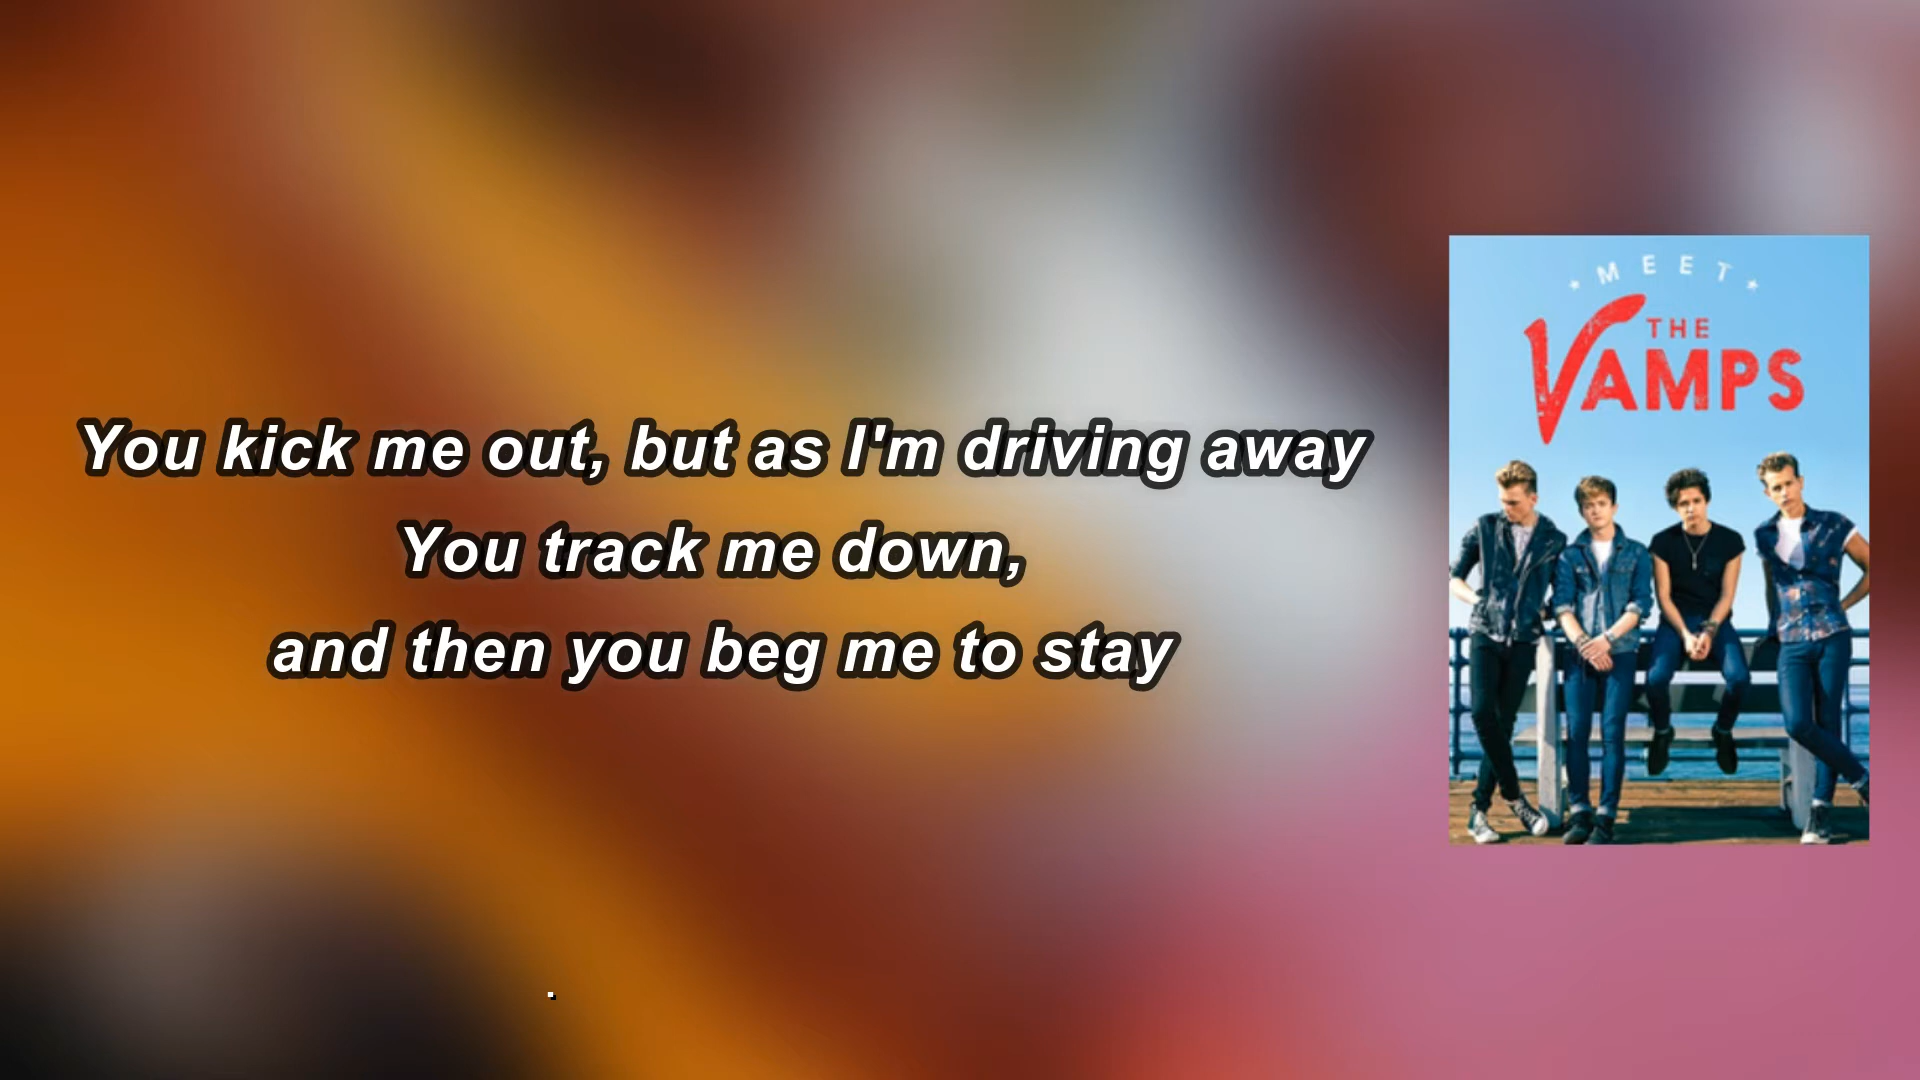 You kick me out, but as I'm driving away
You track me down,
and then you beg me to stay
MEET
THE
VAMPS